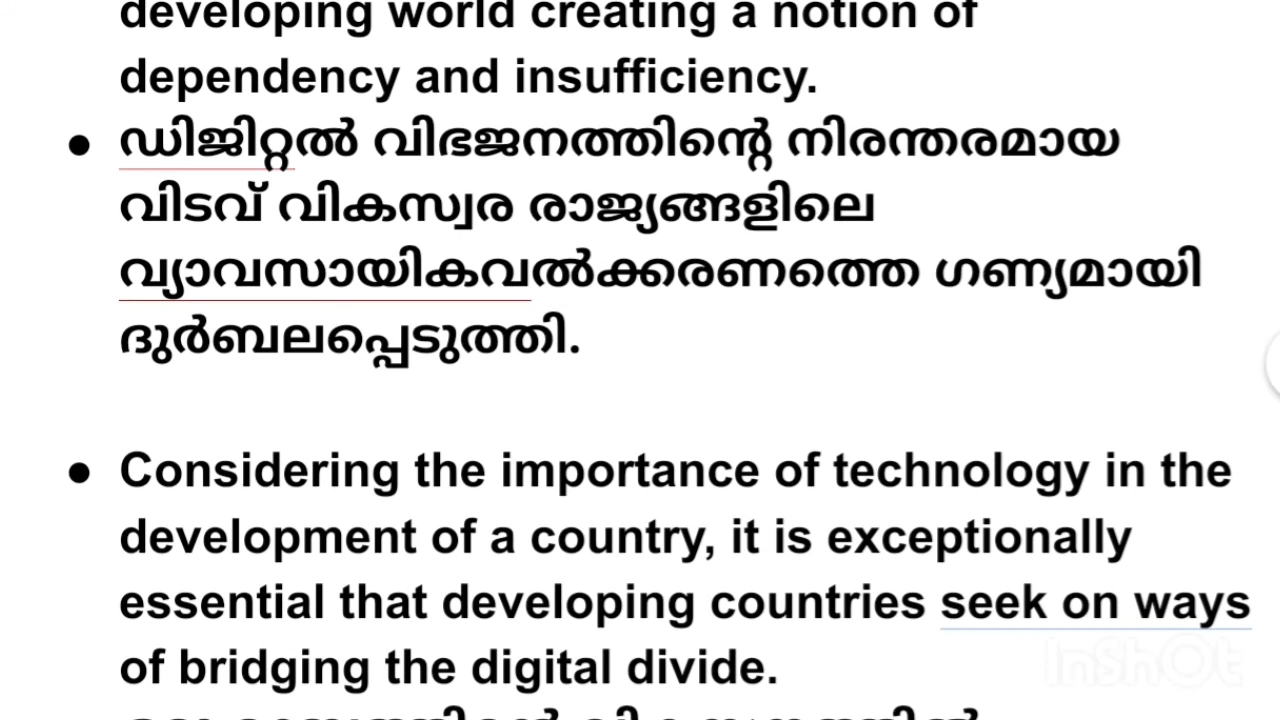 developing world creating a notion of
dependency and insufficiency.
● ഡിജിറ്റൽ വിഭജനത്തിന്റെ നിരന്തരമായ
വിടവ് വികസ്വര രാജ്യങ്ങളിലെ
വ്യാവസായികവൽക്കരണത്തെ ഗണ്യമായി
ദുർബലപ്പെടുത്തി.
● Considering the importance of technology in the
development of a country, it is exceptionally
essential that developing countries seek on ways
of bridging the digital divide.
InShOt